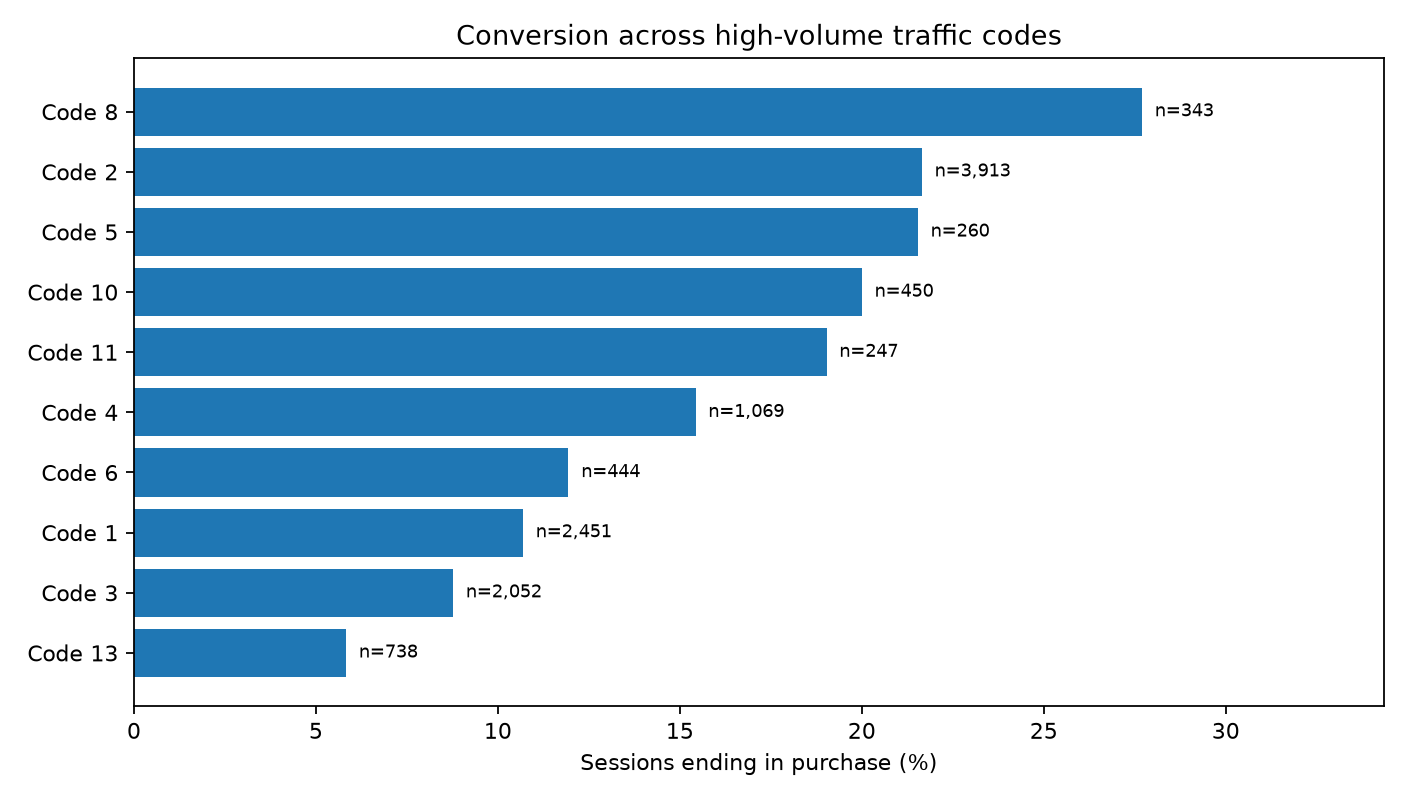 Conversion across high-volume traffic codes
Code 8 n=343
Code 2 n=3,913
Code 5 n=260
Code 10 n=450
Code 11 n=247
Code 4 n=1,069
Code 6 n=444
Code 1 n=2,451
Code 3 n=2,052
Code 13 n=738
0 5 10 15 20 25 30
Sessions ending in purchase (%)